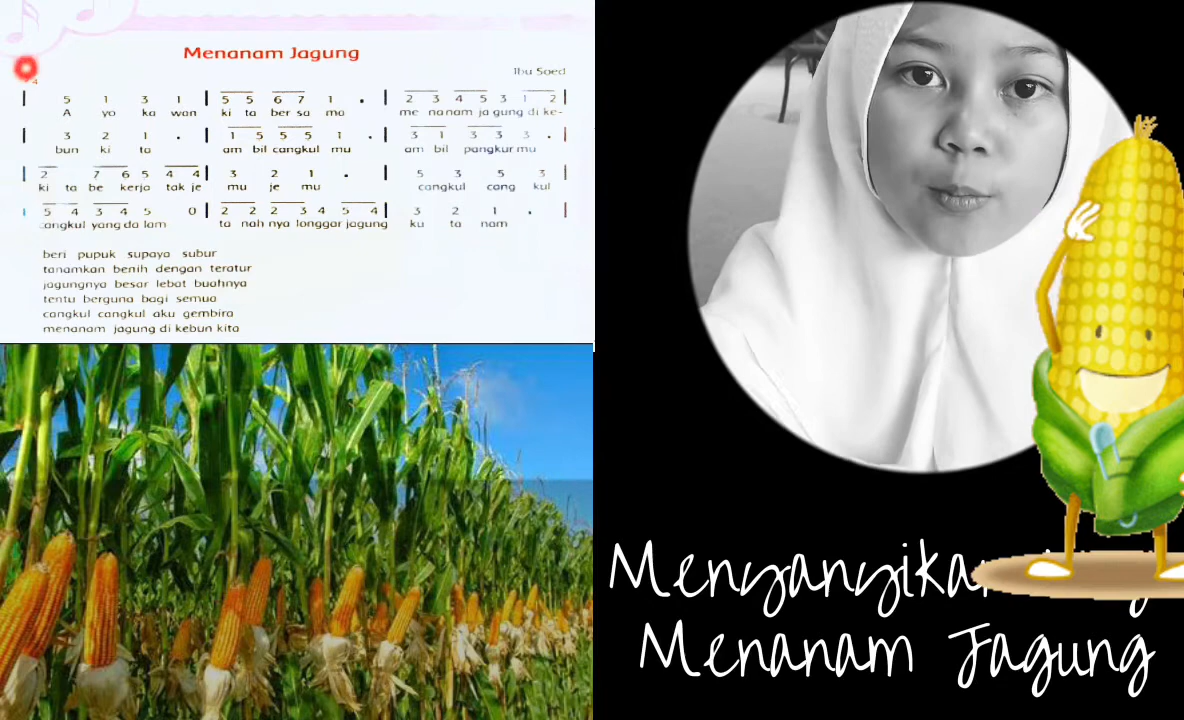 Menanam Jagung
Ibu Soed
4
| 5 1 3 1 | 5 5 6 7 1 . | 2 3 4 5 3 1 2 |
A yo ka wan ki ta ber sa ma me na nam ja gung di ke-
3 2 1 . | 1 5 5 5 1 . | 3 1 3 3 3 . |
bun ki ta am bil cangkul mu am bil pangkur mu
| 2 7 6 5 4 4 | 3 2 1 . | 5 3 5 3 |
ki ta be kerja tak je mu je mu cangkul cang kul
| 5 4 3 4 5 0 | 2 2 2 3 4 5 4 | 3 2 1 . |
cangkul yang da lam ta nah nya longgar jagung ku ta nam
beri pupuk supaya subur
tanamkan benih dengan teratur
jagungnya besar lebat buahnya
tentu berguna bagi semua
cangkul cangkul aku gembira
menanam jagung di kebun kita
Menyanyika
Menanam Jagung